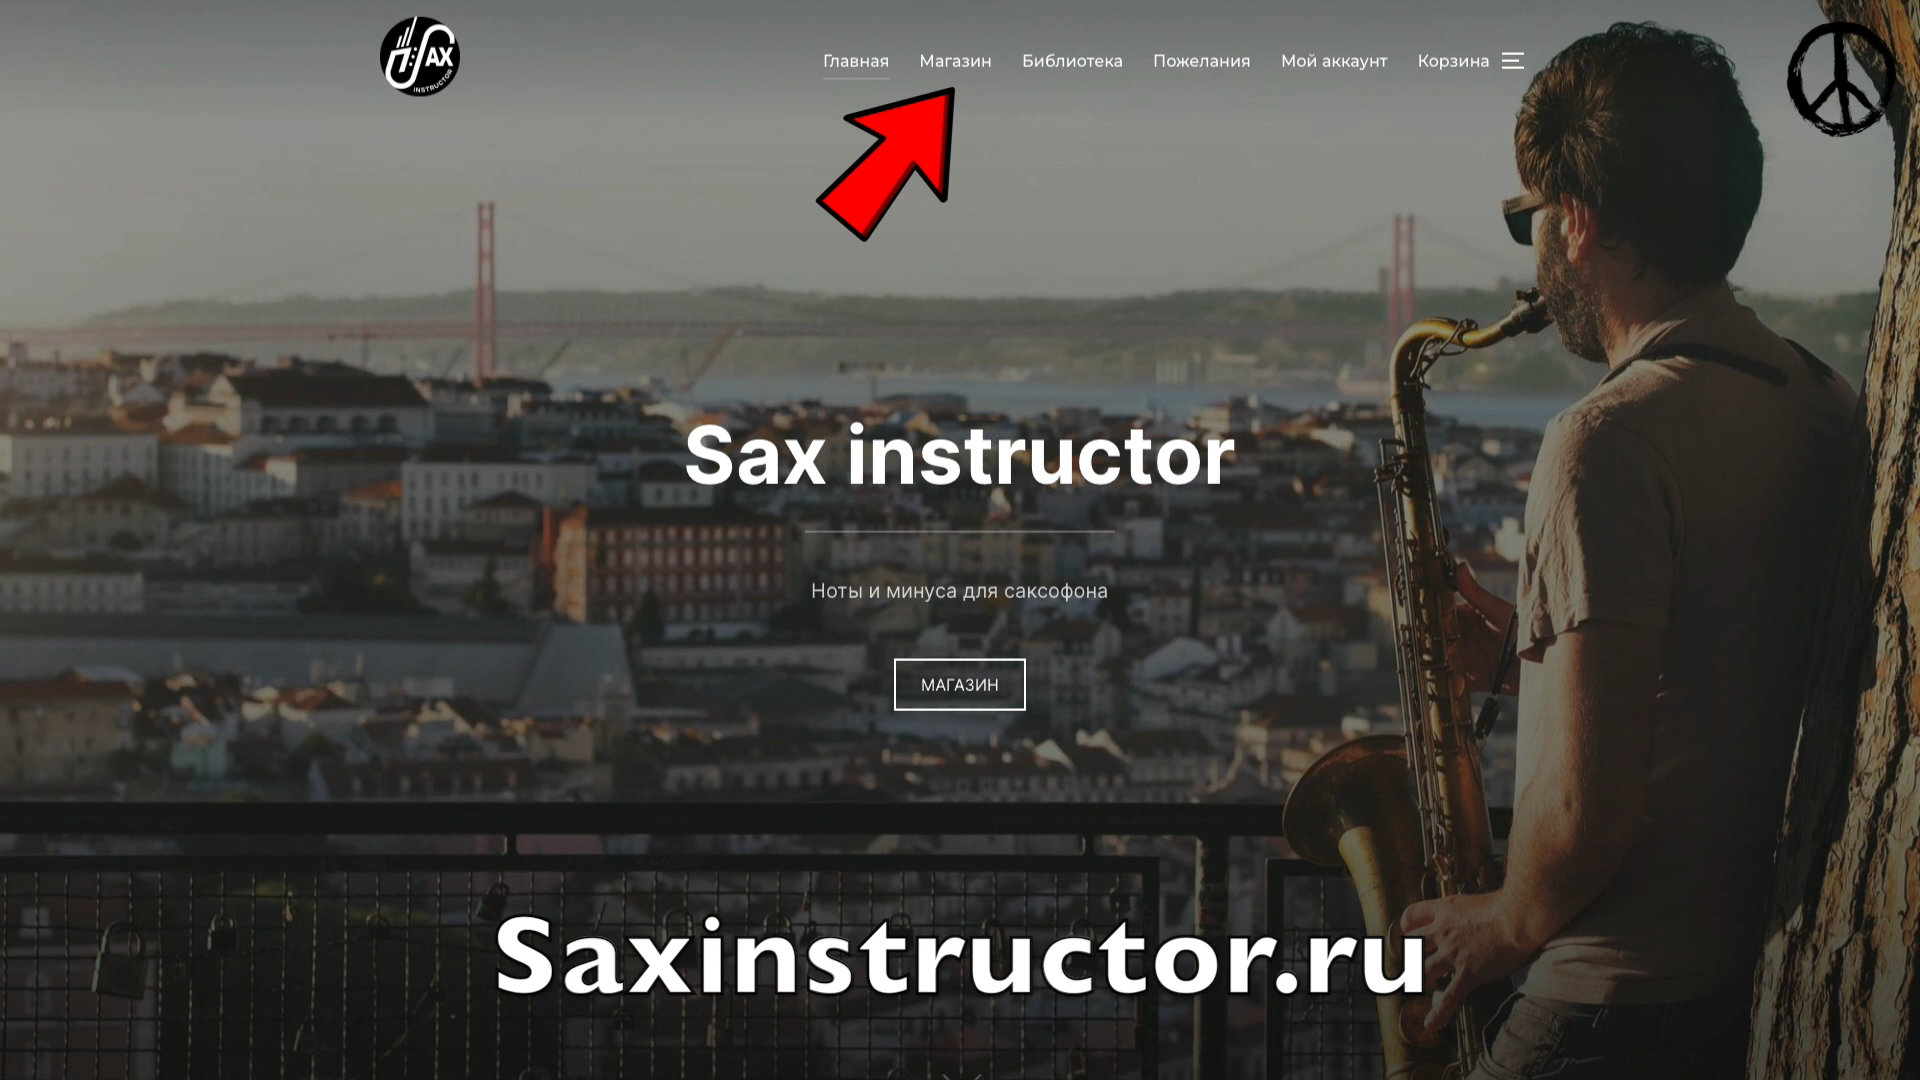 SAX
INSTRUCTOR
Главная Магазин Библиотека Пожелания Мой аккаунт Корзина
Sax instructor
Ноты и минуса для саксофона
МАГАЗИН
Saxinstructor.ru